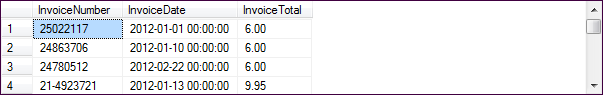 InvoiceNumber InvoiceDate InvoiceTotal
1 25022117 2012-01-01 00:00:00 6.00
2 24863706 2012-01-10 00:00:00 6.00
3 24780512 2012-02-22 00:00:00 6.00
4 21-4923721 2012-01-13 00:00:00 9.95